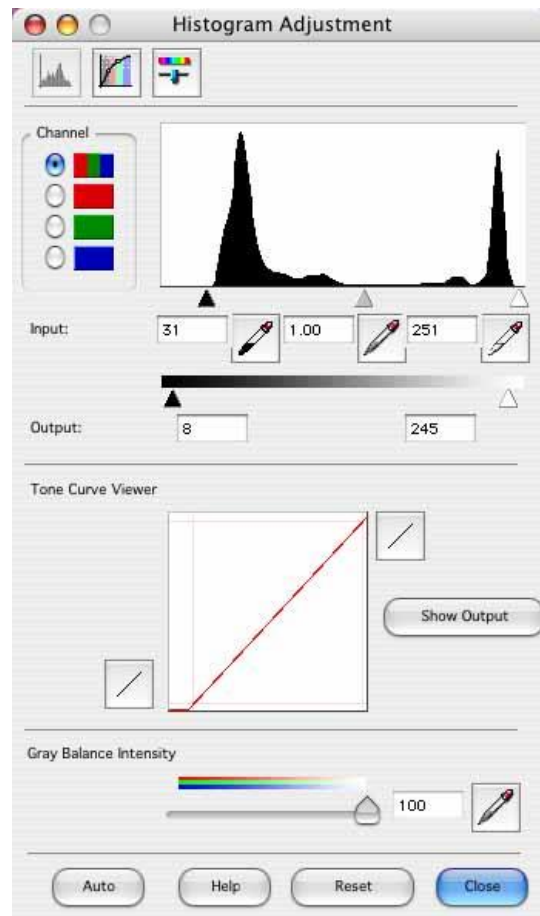 Histogram Adjustment
Channel
Input: 31 1.00 251
Output: 8 245
Tone Curve Viewer
Show Output
Gray Balance Intensity
100
Auto Help Reset Close